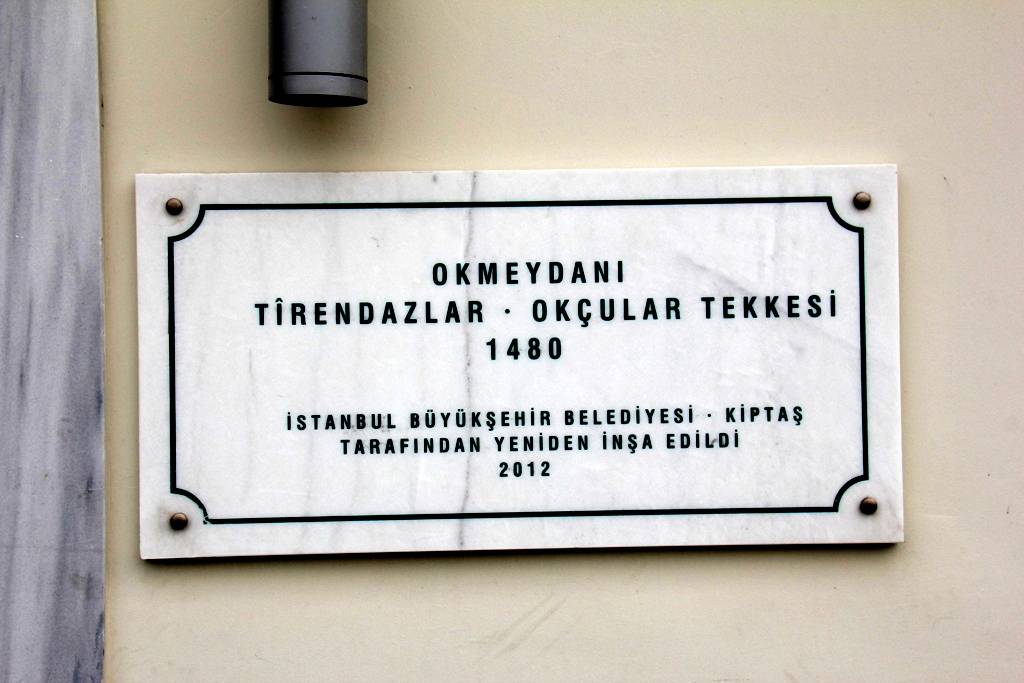 OKMEYDANI
TÎRENDAZLAR · OKÇULAR TEKKESİ
1480
İSTANBUL BÜYÜKŞEHİR BELEDİYESİ · KİPTAŞ
TARAFINDAN YENİDEN İNŞA EDİLDİ
2012